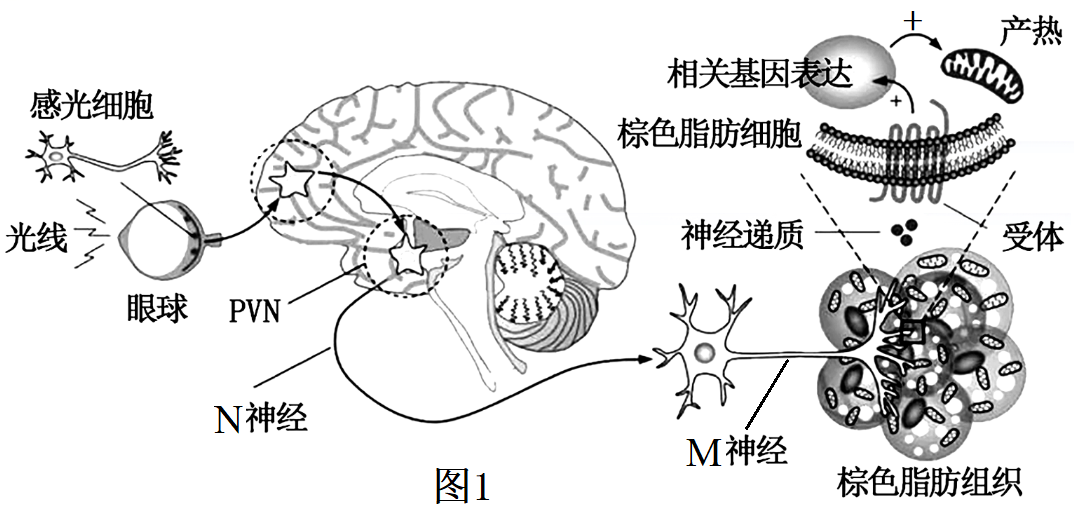 感光细胞
光线
眼球
PVN
N神经
M神经
+
产热
相关基因表达
+
棕色脂肪细胞
神经递质
受体
棕色脂肪组织
图1